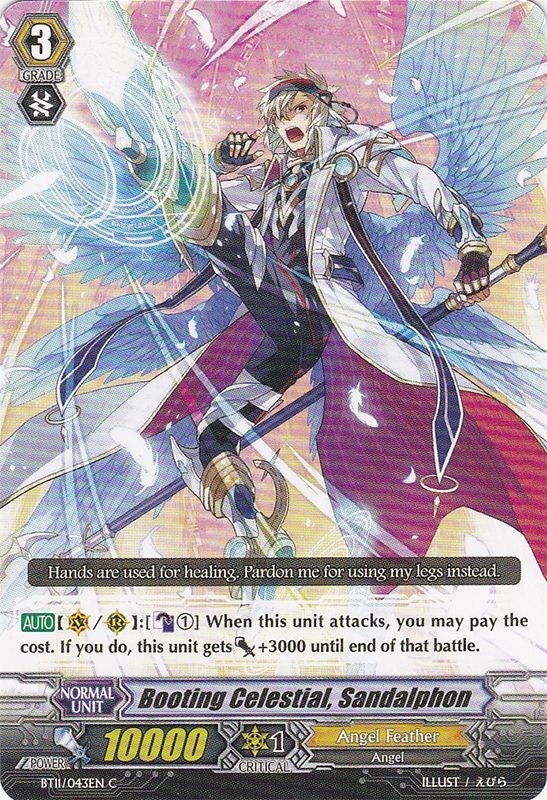 3
GRADE
Hands are used for healing. Pardon me for using my legs instead.
AUTO【V/R】:[①] When this unit attacks, you may pay the
cost. If you do, this unit gets +3000 until end of that battle.
NORMAL
UNIT
Booting Celestial, Sandalphon
POWER
10000
1
CRITICAL
Angel Feather
Angel
BT11/043EN C
ILLUST / えびら